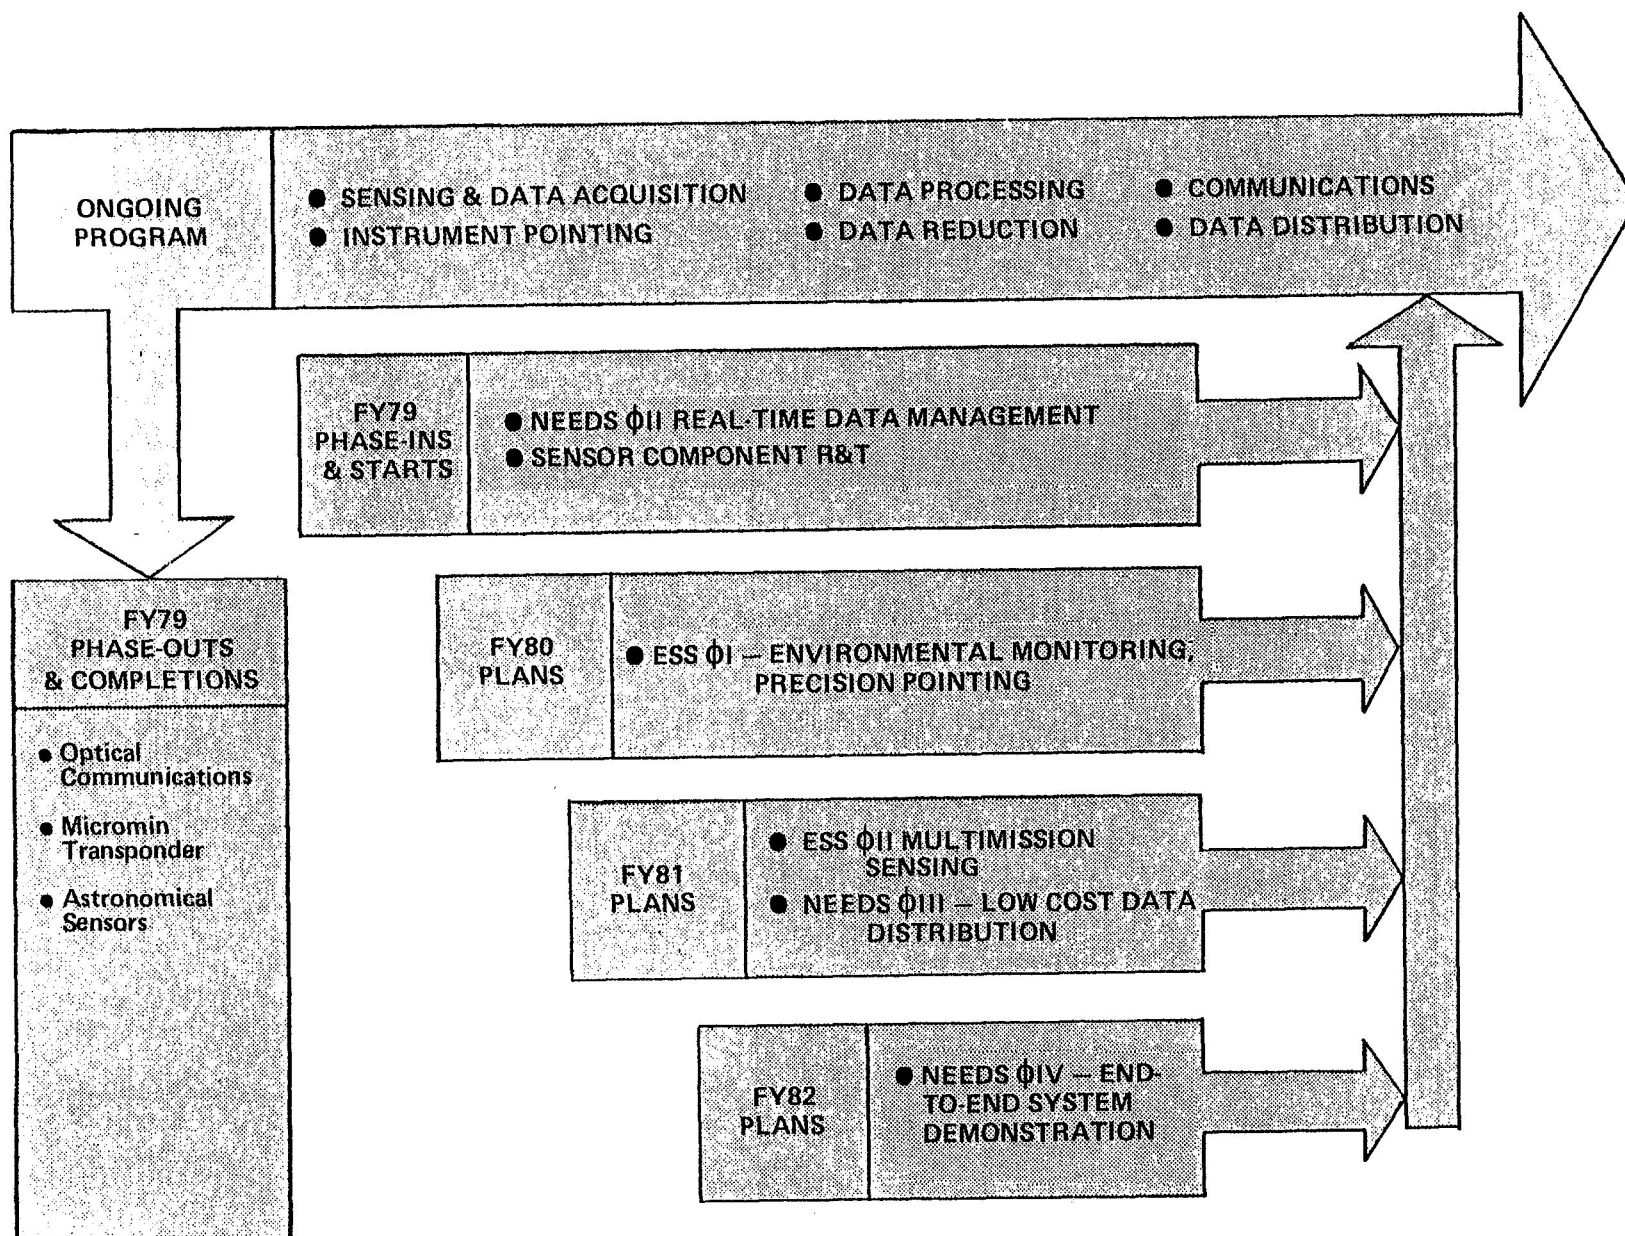 ONGOING
PROGRAM
● SENSING & DATA ACQUISITION
● INSTRUMENT POINTING
● DATA PROCESSING
● DATA REDUCTION
● COMMUNICATIONS
● DATA DISTRIBUTION
FY79
PHASE-INS
& STARTS
● NEEDS ϕII REAL-TIME DATA MANAGEMENT
● SENSOR COMPONENT R&T
FY79
PHASE-OUTS
& COMPLETIONS
● Optical
Communications
● Micromin
Transponder
● Astronomical
Sensors
FY80
PLANS
● ESS ϕI — ENVIRONMENTAL MONITORING;
PRECISION POINTING
FY81
PLANS
● ESS ϕII MULTIMISSION
SENSING
● NEEDS ϕIII — LOW COST DATA
DISTRIBUTION
FY82
PLANS
● NEEDS ϕIV — END-
TO-END SYSTEM
DEMONSTRATION